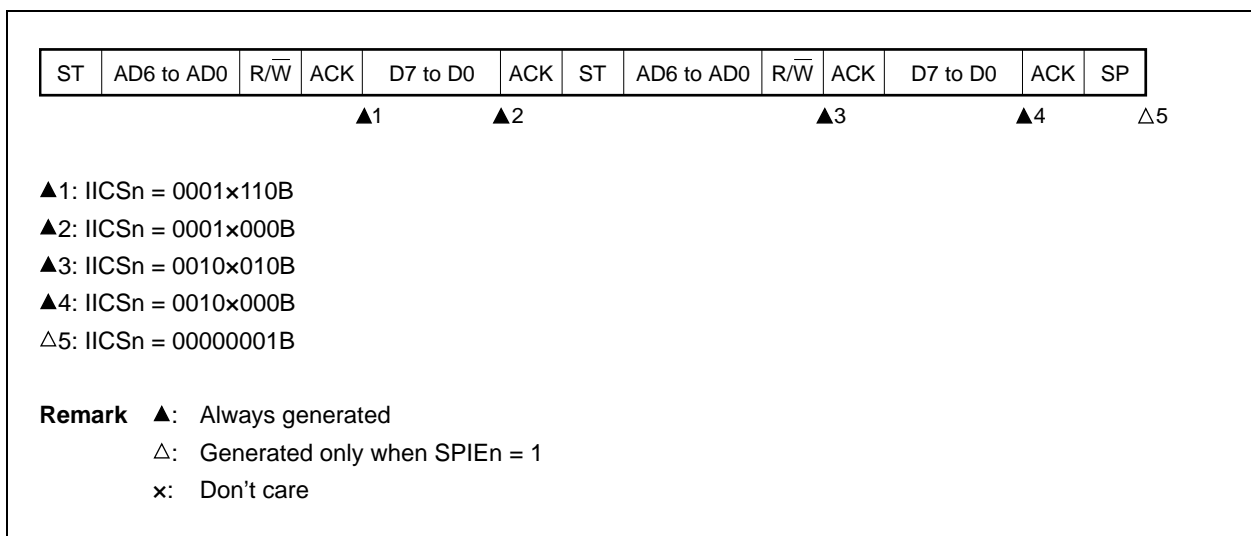 ST AD6 to AD0 R/W̅ ACK D7 to D0 ACK ST AD6 to AD0 R/W̅ ACK D7 to D0 ACK SP
▲1 ▲2 ▲3 ▲4 △5
▲1: IICSn = 0001×110B
▲2: IICSn = 0001×000B
▲3: IICSn = 0010×010B
▲4: IICSn = 0010×000B
△5: IICSn = 00000001B
Remark ▲: Always generated
△: Generated only when SPIEn = 1
×: Don't care